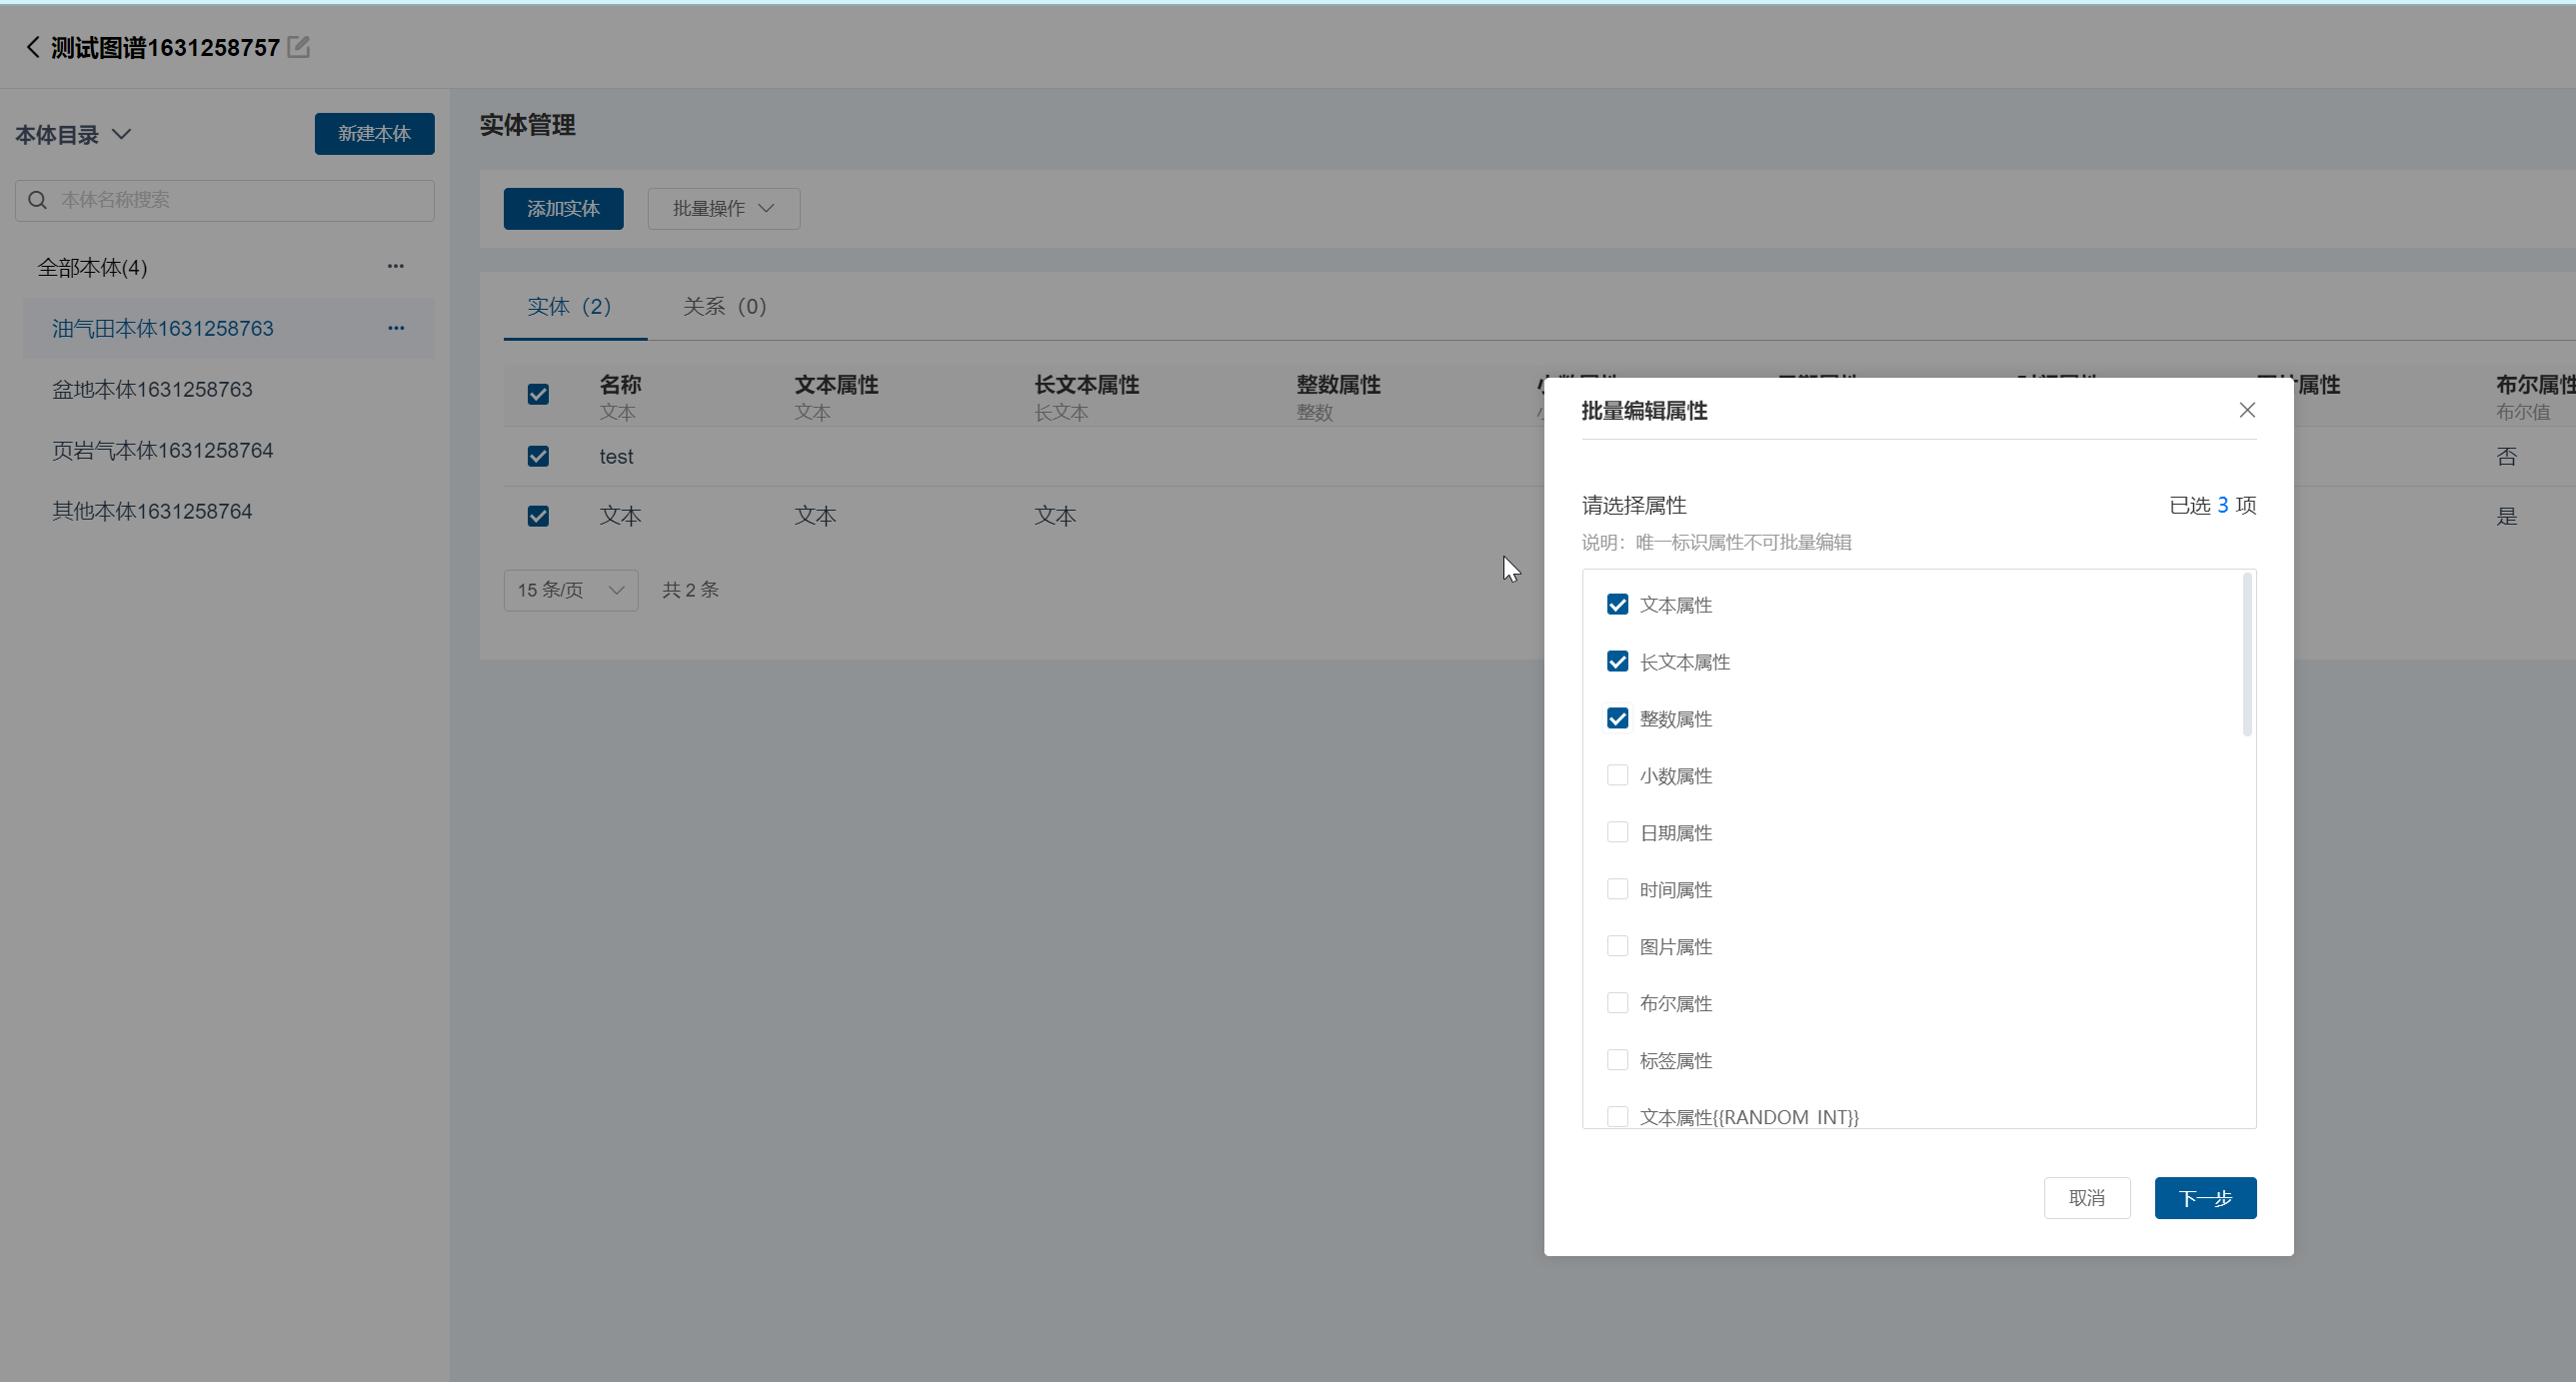 测试图谱1631258757
本体目录
新建本体
本体名称搜索
全部本体(4)
油气田本体1631258763
盆地本体1631258763
页岩气本体1631258764
其他本体1631258764
实体管理
添加实体
批量操作
实体（2）
关系（0）
名称
文本
文本属性
文本
长文本属性
长文本
整数属性
整数
布尔属性
布尔值
test
否
文本
文本
文本
是
15 条/页
共 2 条
批量编辑属性
请选择属性
已选 3 项
说明：唯一标识属性不可批量编辑
文本属性
长文本属性
整数属性
小数属性
日期属性
时间属性
图片属性
布尔属性
标签属性
文本属性{{RANDOM_INT}}
取消
下一步